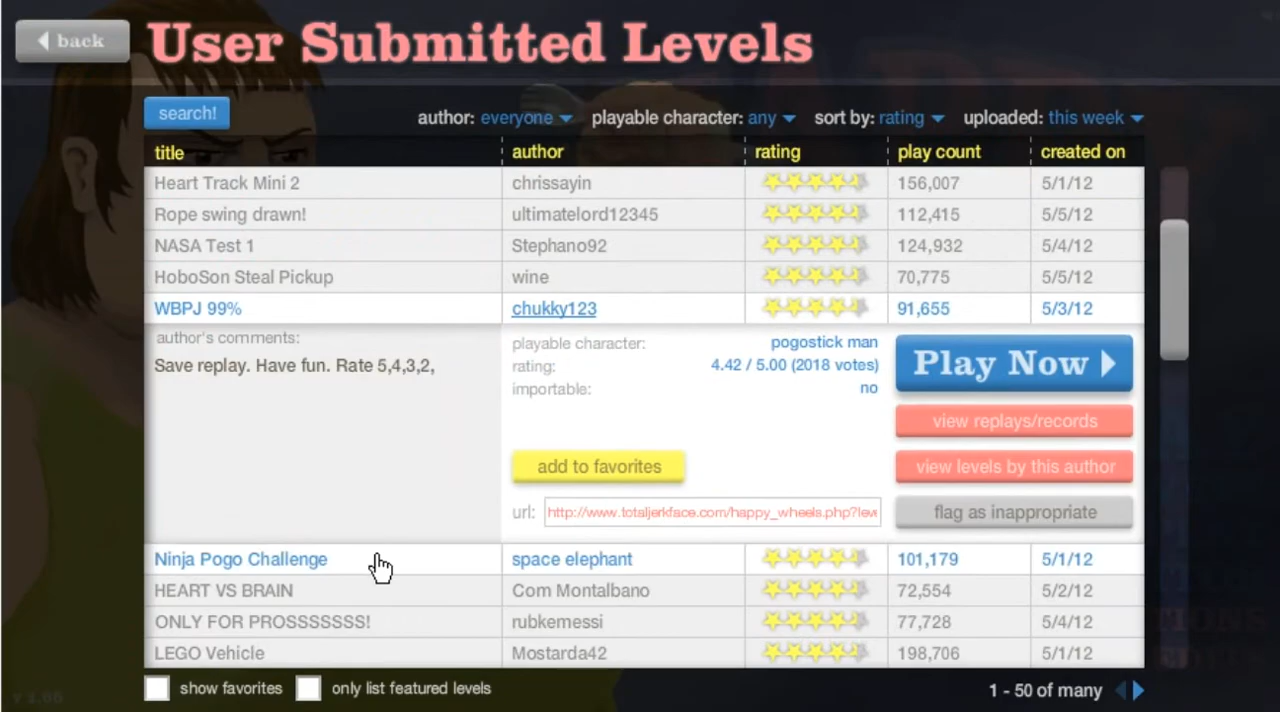 back
User Submitted Levels
search!
author: everyone playable character: any sort by: rating uploaded: this week
title author rating play count created on
Heart Track Mini 2 chrissayin 156,007 5/1/12
Rope swing drawn! ultimatelord12345 112,415 5/5/12
NASA Test 1 Stephano92 124,932 5/4/12
HoboSon Steal Pickup wine 70,775 5/5/12
WBPJ 99% chukky123 91,655 5/3/12
author's comments:
Save replay. Have fun. Rate 5,4,3,2,
playable character: pogostick man
rating: 4.42 / 5.00 (2018 votes)
importable: no
Play Now
view replays/records
add to favorites
view levels by this author
url: http://www.totaljerkface.com/happy_wheels.php?lev
flag as inappropriate
Ninja Pogo Challenge space elephant 101,179 5/1/12
HEART VS BRAIN Com Montalbano 72,554 5/2/12
ONLY FOR PROSSSSSSS! rubkemessi 77,728 5/4/12
LEGO Vehicle Mostarda42 198,706 5/1/12
show favorites only list featured levels 1 - 50 of many